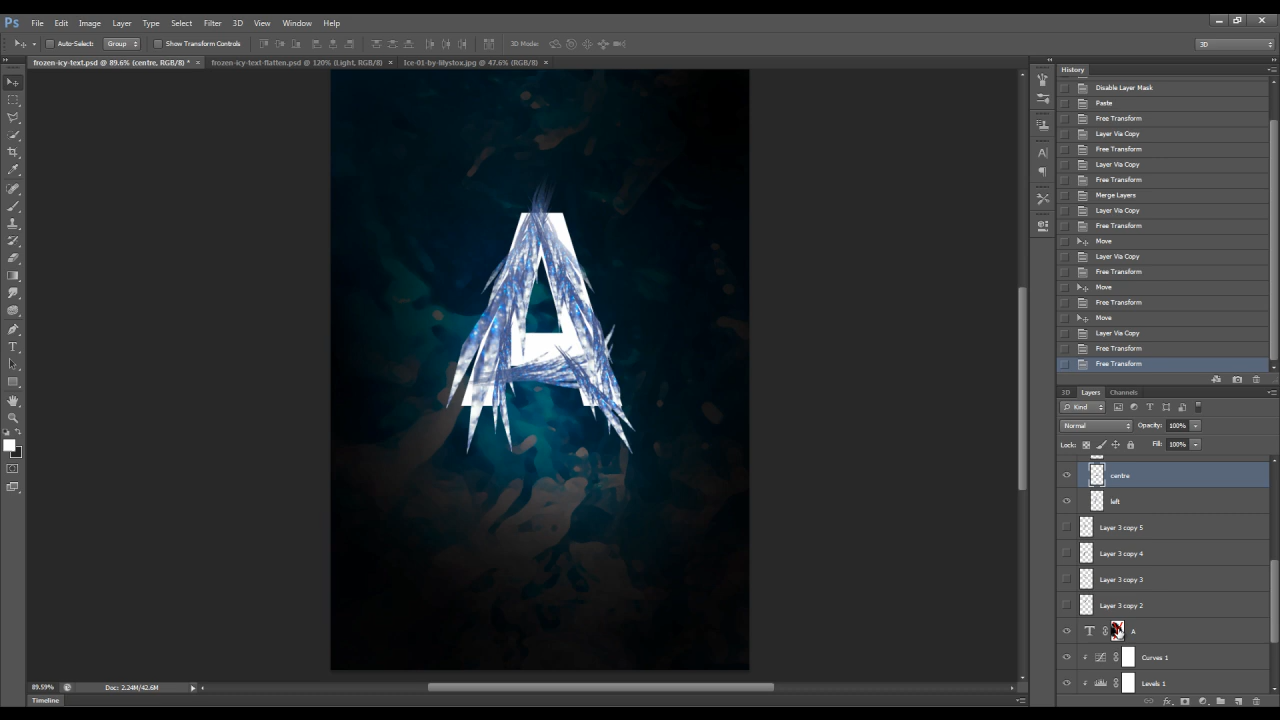 Ps File Edit Image Layer Type Select Filter 3D View Window Help
Auto-Select: Group Show Transform Controls 3D Mode: 3D
frozen-icy-text.psd @ 89.6% (centre, RGB/8) * × frozen-icy-text-flatten.psd @ 120% (Light, RGB/8) × Ice-01-by-lilystox.jpg @ 47.6% (RGB/8) ×
History
Disable Layer Mask
Paste
Free Transform
Layer Via Copy
Free Transform
Layer Via Copy
Free Transform
Merge Layers
Layer Via Copy
Free Transform
Move
Layer Via Copy
Free Transform
Move
Free Transform
Move
Layer Via Copy
Free Transform
Free Transform
A
3D Layers Channels
Kind
Normal Opacity: 100%
Lock: Fill: 100%
centre
left
Layer 3 copy 5
Layer 3 copy 4
Layer 3 copy 3
Layer 3 copy 2
A
Curves 1
Levels 1
89.59% Doc: 2.24M/42.6M
Timeline